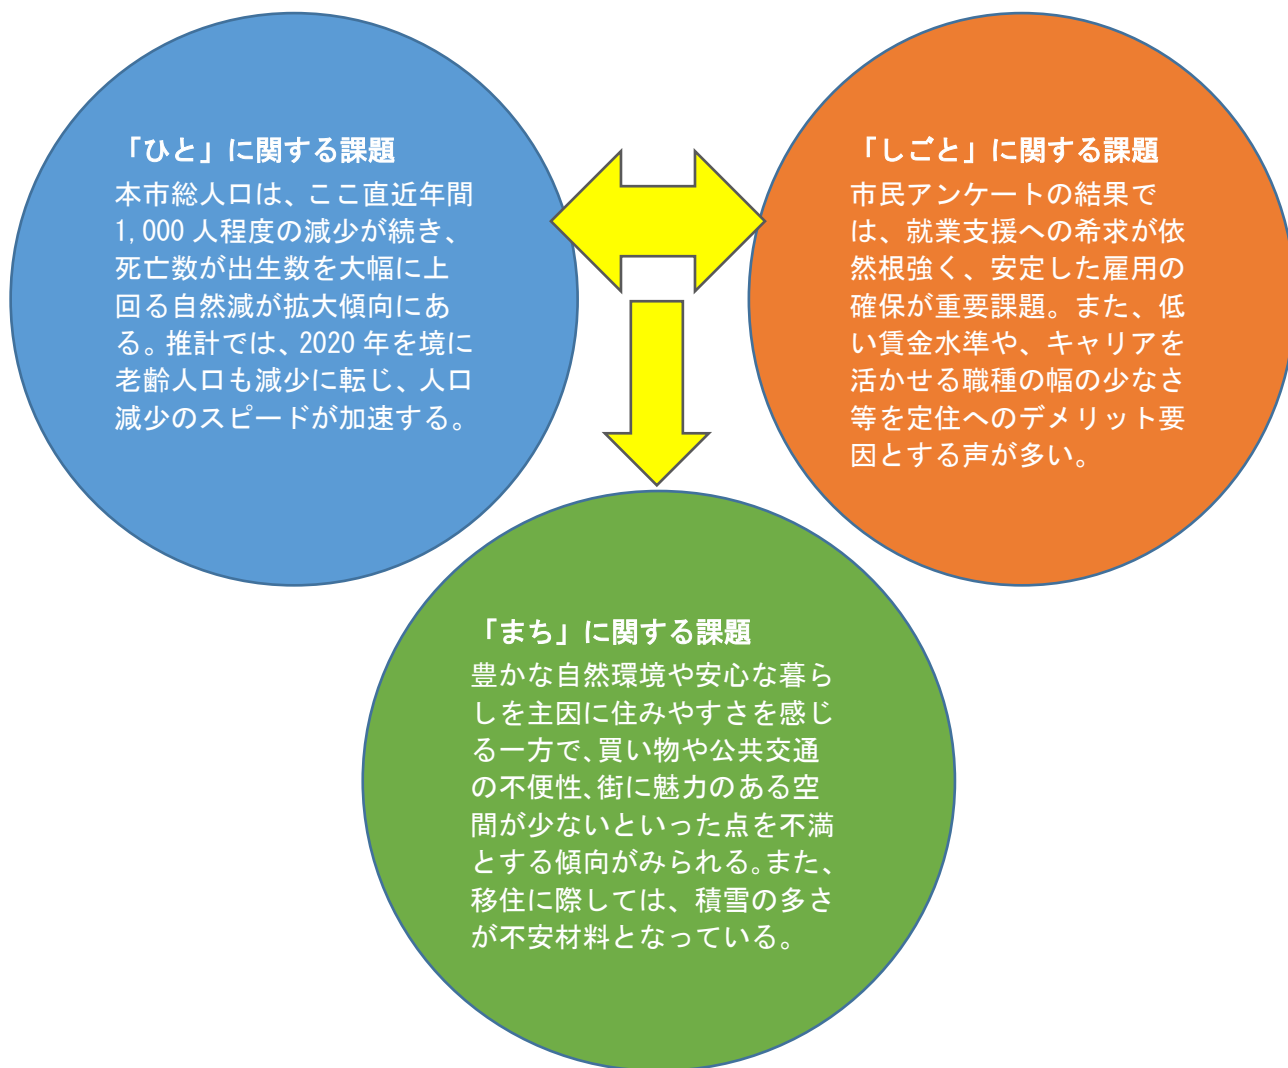 「ひと」に関する課題
本市総人口は、ここ直近年間
1,000 人程度の減少が続き、
死亡数が出生数を大幅に上
回る自然減が拡大傾向にあ
る。推計では、2020 年を境に
老齢人口も減少に転じ、人口
減少のスピードが加速する。
「しごと」に関する課題
市民アンケートの結果で
は、就業支援への希求が依
然根強く、安定した雇用の
確保が重要課題。また、低
い賃金水準や、キャリアを
活かせる職種の幅の少なさ
等を定住へのデメリット要
因とする声が多い。
「まち」に関する課題
豊かな自然環境や安心な暮ら
しを主因に住みやすさを感じ
る一方で、買い物や公共交通
の不便性、街に魅力のある空
間が少ないといった点を不満
とする傾向がみられる。また、
移住に際しては、積雪の多さ
が不安材料となっている。